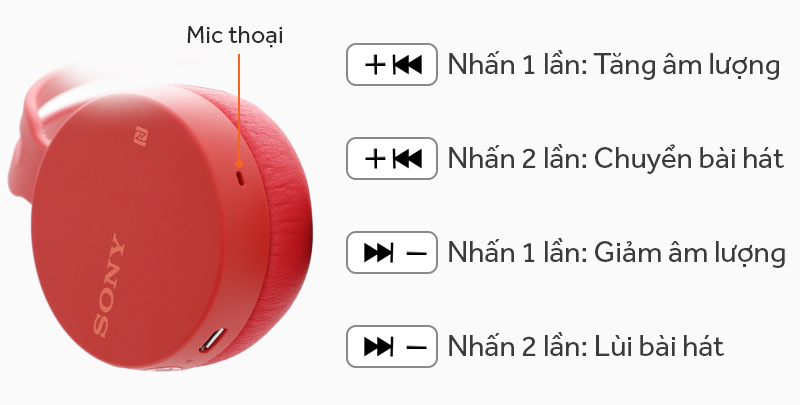 Mic thoại
+⏮ Nhấn 1 lần: Tăng âm lượng
+⏮ Nhấn 2 lần: Chuyển bài hát
⏭ − Nhấn 1 lần: Giảm âm lượng
⏭ − Nhấn 2 lần: Lùi bài hát
SONY